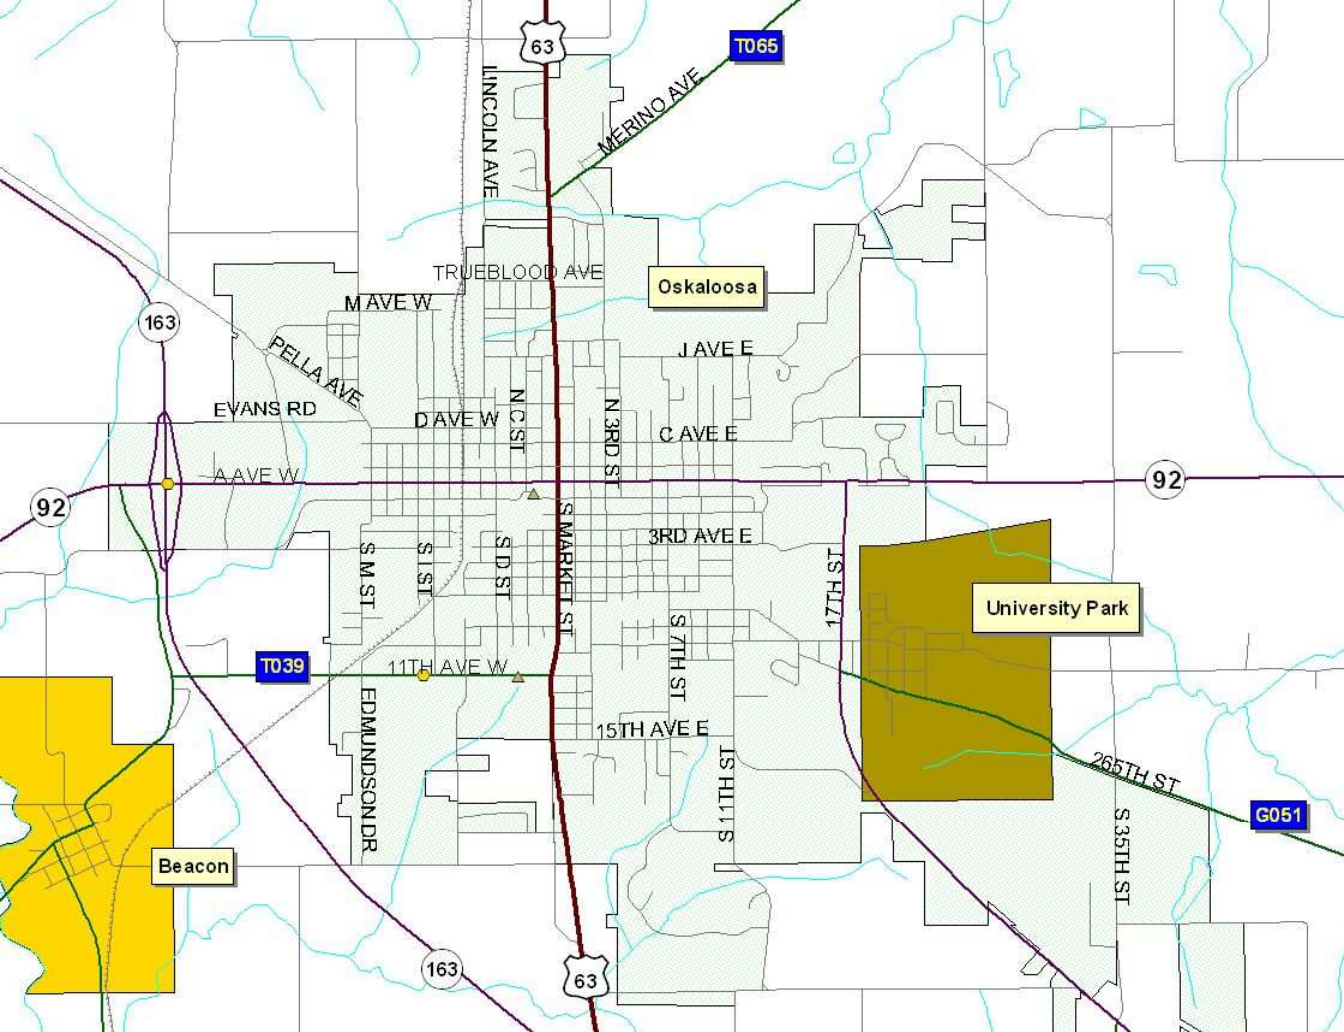 63
T065
LINCOLN AVE
MERINO AVE
TRUEBLOOD AVE
Oskaloosa
M AVE W
163
PELLA AVE
J AVE E
EVANS RD
D AVE W
N C ST
N 3RD ST
C AVE E
A AVE W
92
92
S MARKET ST
3RD AVE E
S M ST
S I ST
S D ST
17TH ST
University Park
S 7TH ST
T039
11TH AVE W
EDMUNDSON DR
15TH AVE E
S 11TH ST
265TH ST
G051
S 35TH ST
Beacon
163
63